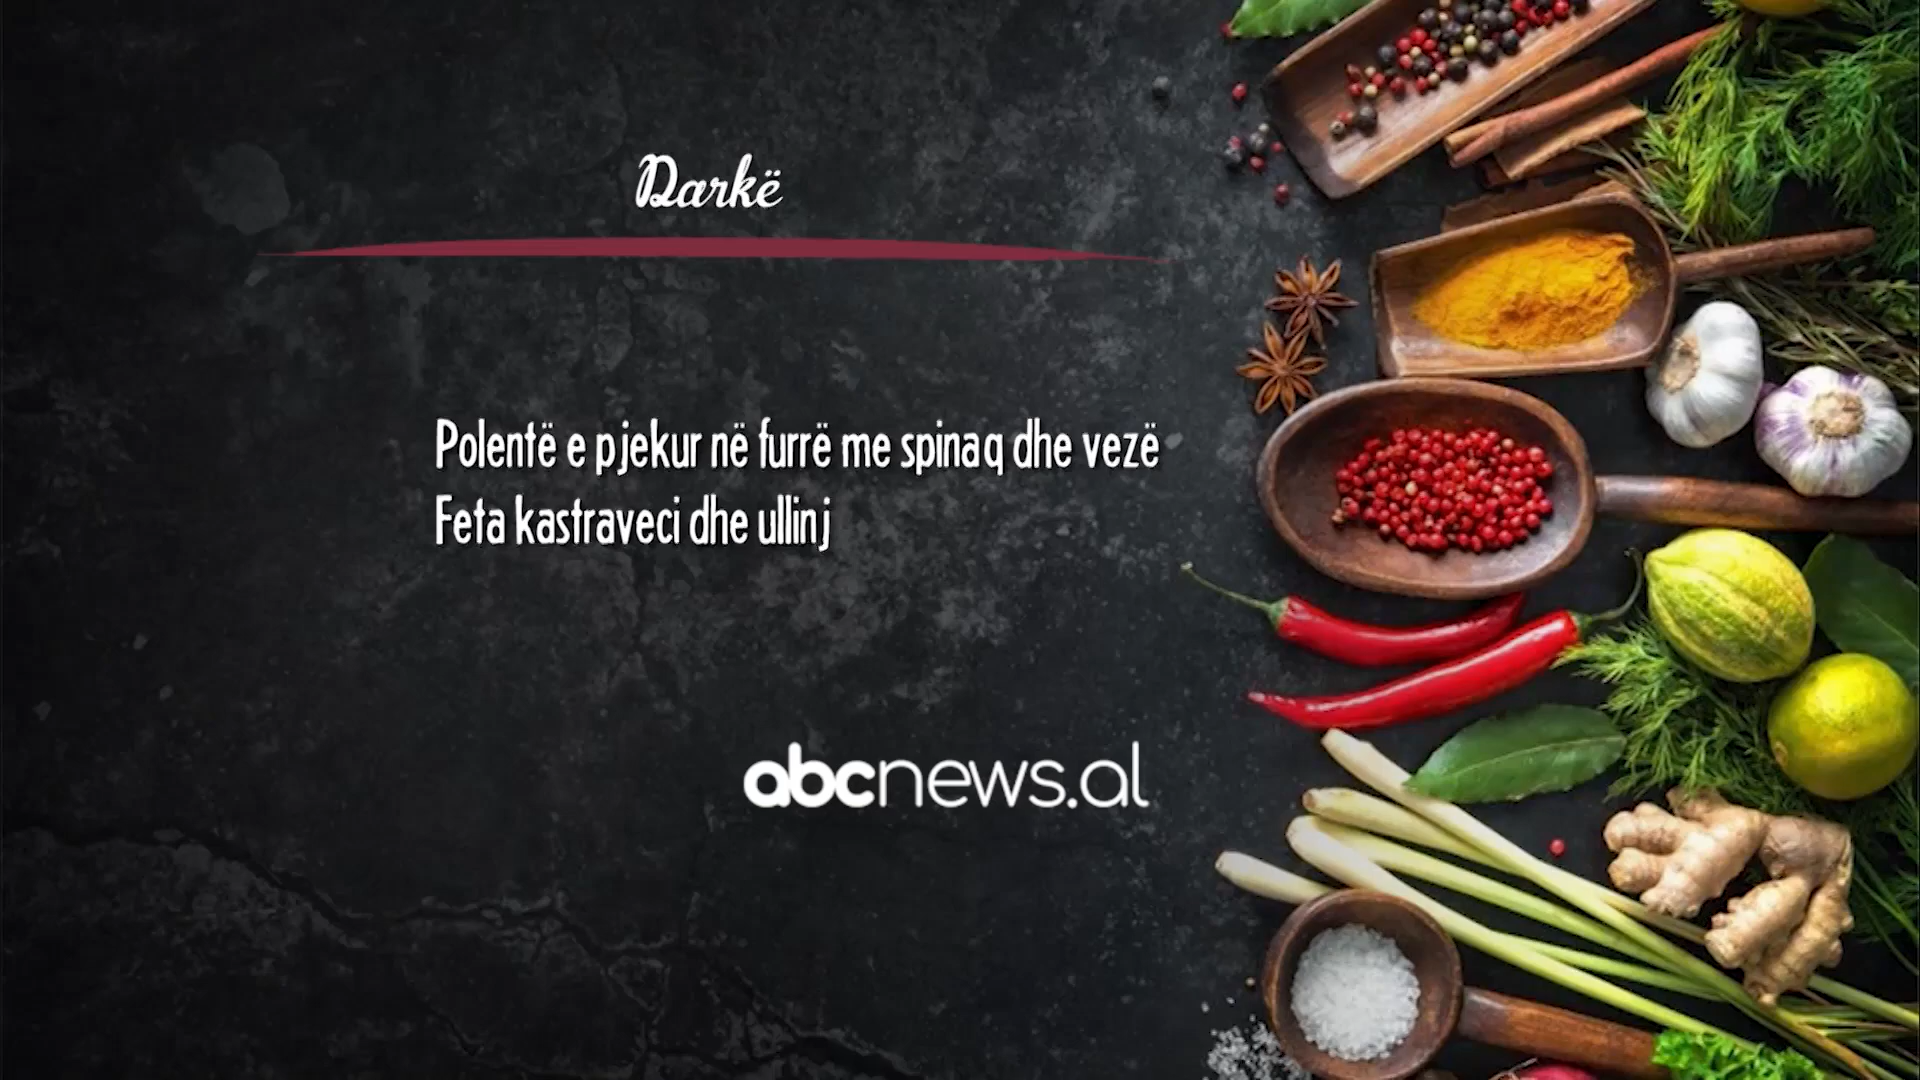 Darkë
Polentë e pjekur në furrë me spinaq dhe vezë
Feta kastraveci dhe ullinj
abcnews.al